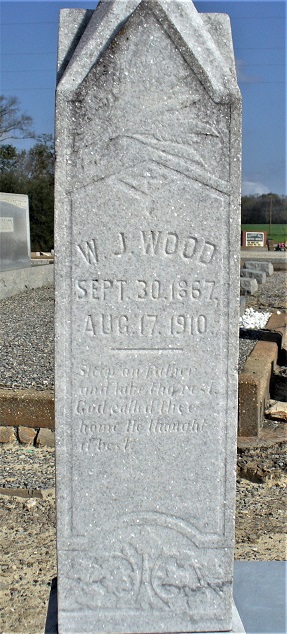 W. J. WOOD
SEPT. 30. 1867.
AUG. 17. 1910.
Sleep on father
and take thy rest.
God called thee
home He thought
it best.